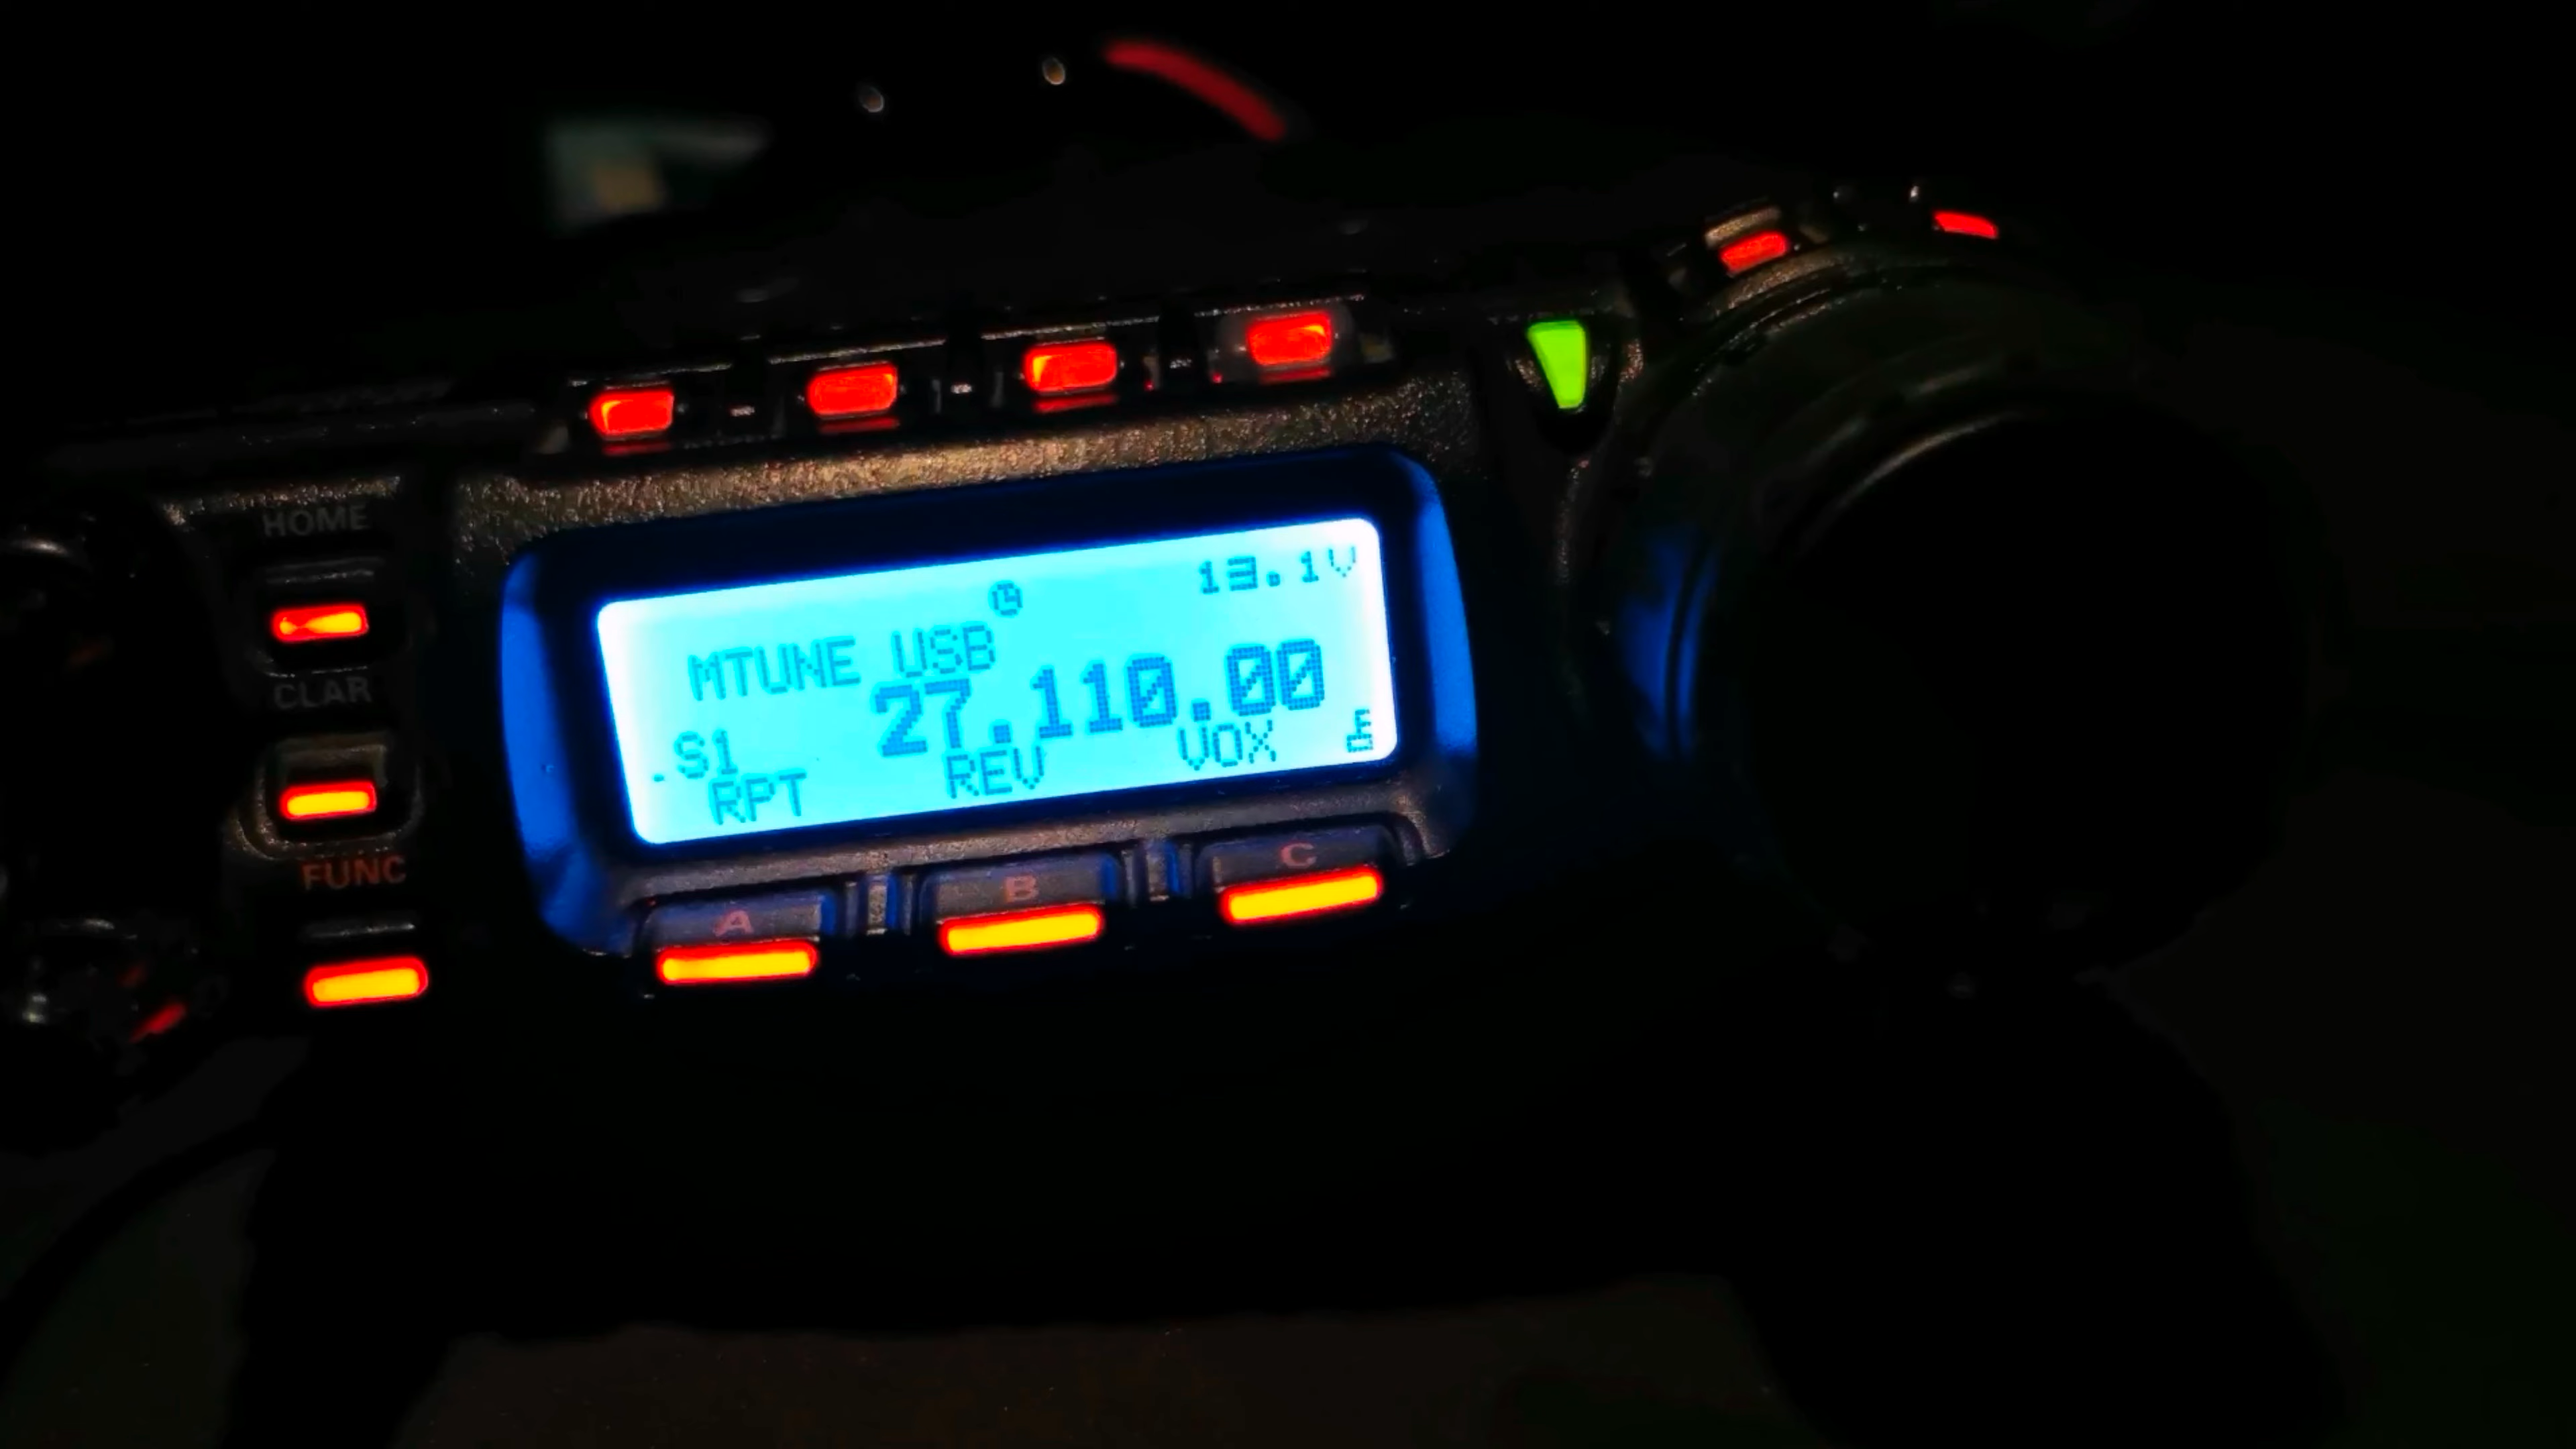 HOME
CLAR
FUNC
13.1V
MTUNE USB
27.110.00
.S1
RPT REV VOX
A B C